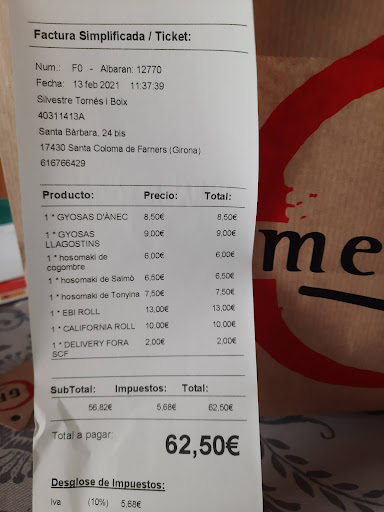 Factura Simplificada / Ticket:
Num.: F0 - Albaran: 12770
Fecha: 13 feb 2021 11:37:39
Silvestre Tornés i Boix
40311413A
Santa Bàrbara, 24 bis
17430 Santa Coloma de Farners (Girona)
616766429
Producto: Precio: Total:
1 * GYOSAS D'ÀNEC 8,50€ 8,50€
1 * GYOSAS 9,00€ 9,00€
LLAGOSTINS
1 * hosomaki de 6,00€ 6,00€
cogombre
1 * hosomaki de Salmó 6,50€ 6,50€
1 * hosomaki de Tonyina 7,50€ 7,50€
1 * EBI ROLL 13,00€ 13,00€
1 * CALIFORNIA ROLL 10,00€ 10,00€
1 * DELIVERY FORA 2,00€ 2,00€
SCF
SubTotal: Impuestos: Total:
56,82€ 5,68€ 62,50€
Total a pagar: 62,50€
Desglose de Impuestos:
Iva (10%) 5,68€
me